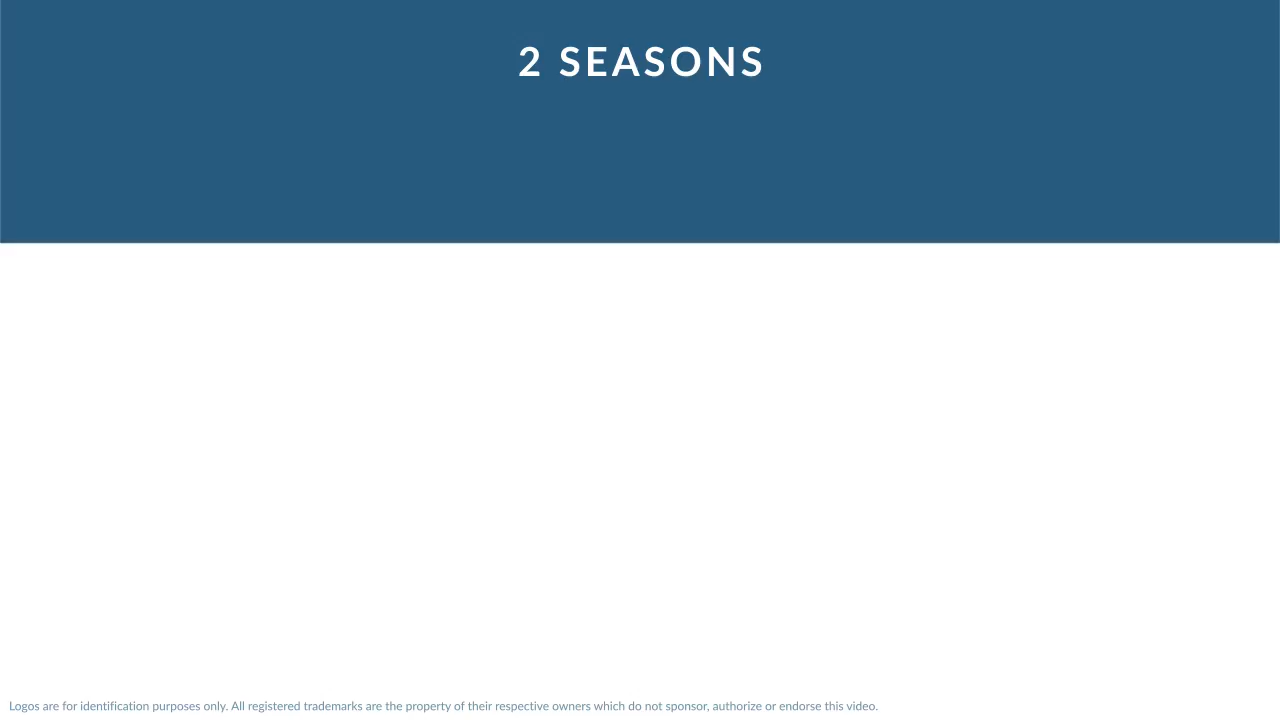 2 SEASONS
Logos are for identification purposes only. All registered trademarks are the property of their respective owners which do not sponsor, authorize or endorse this video.